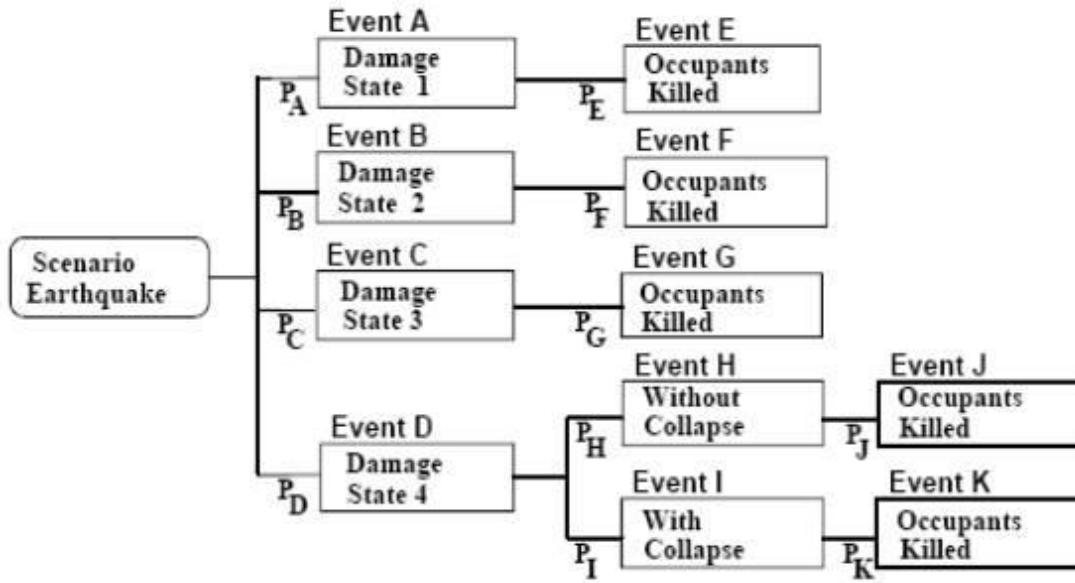 Scenario
Earthquake
Event A
Damage
State 1
P_A
Event E
Occupants
Killed
P_E
Event B
Damage
State 2
P_B
Event F
Occupants
Killed
P_F
Event C
Damage
State 3
P_C
Event G
Occupants
Killed
P_G
Event D
Damage
State 4
P_D
Event H
Without
Collapse
P_H
Event J
Occupants
Killed
P_J
Event I
With
Collapse
P_I
Event K
Occupants
Killed
P_K